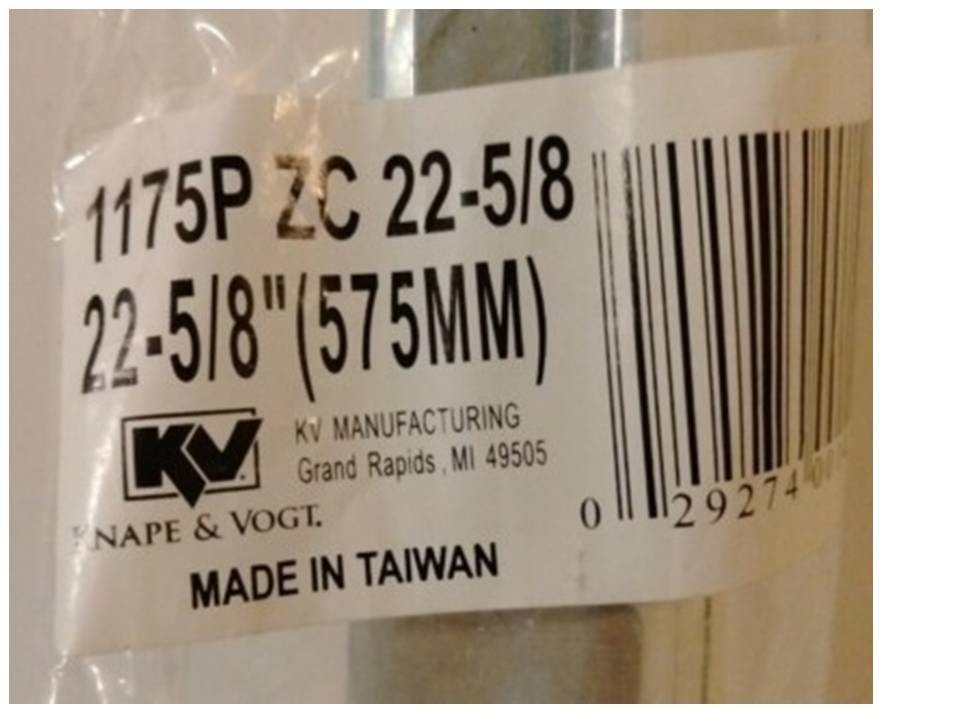 1175P ZC 22-5/8
22-5/8"(575MM)
KV
KV MANUFACTURING
Grand Rapids, MI 49505
KNAPE & VOGT.
MADE IN TAIWAN
0 29274